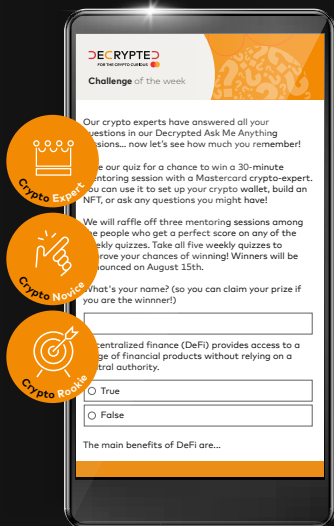 DECRYPTED
FOR THE CRYPTO CURIOUS
Challenge of the week
Our crypto experts have answered all your
questions in our Decrypted Ask Me Anything
sessions... now let's see how much you remember!
our quiz for a chance to win a 30-minute
mentoring session with a Mastercard crypto-expert.
You can use it to set up your crypto wallet, build an
NFT, or ask any questions you might have!
We will raffle off three mentoring sessions among
the people who get a perfect score on any of the
weekly quizzes. Take all five weekly quizzes to
improve your chances of winning! Winners will be
announced on August 15th.
What's your name? (so you can claim your prize if
you are the winnner!)
Decentralized finance (DeFi) provides access to a
range of financial products without relying on a
central authority.
True
False
The main benefits of DeFi are...
Crypto Expert
Crypto Novice
Crypto Rookie